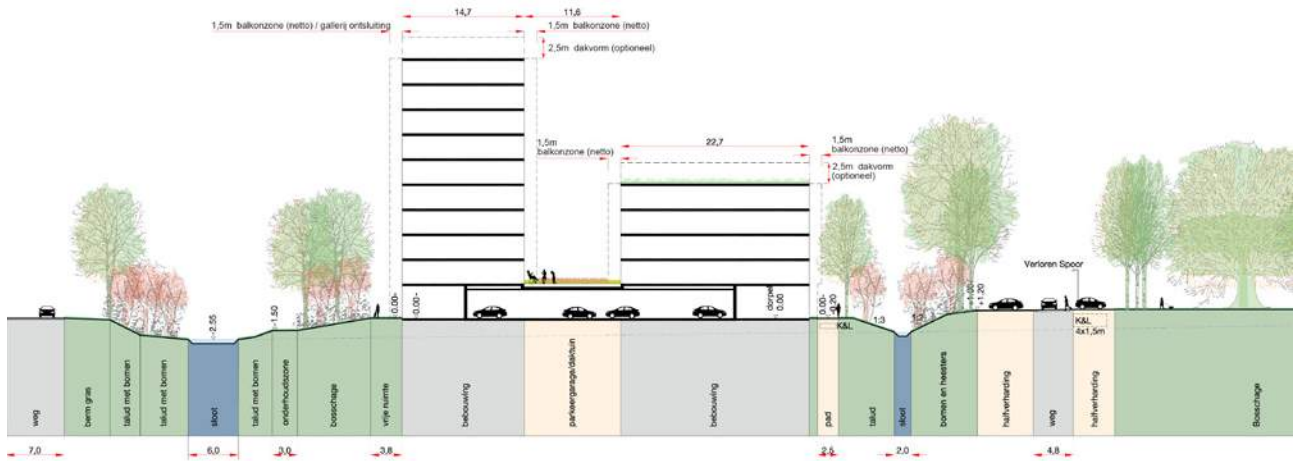 14,7
11,6
1,5m balkonzone (netto) / gallerij ontsluiting
1,5m balkonzone (netto)
2,5m dakvorm (optioneel)
1,5m
balkonzone (netto)
22,7
1,5m
balkonzone (netto)
2,5m dakvorm
(optioneel)
Verloren Spoor
-2.55
-1.50
0.00
-0.00-
dorpel
0.00
0.00-
K&L
1:3
+1.20
K&L
4x1,5m
weg
berm gras
talud met bomen
talud met bomen
sloot
talud met bomen
onderhoudszone
bosschage
vrije ruimte
bebouwing
parkeergarage/daktuin
bebouwing
pad
talud
sloot
bomen en heesters
halfverharding
weg
halfverharding
Bosschage
7,0
6,0
3,0
3,8
2,5
2,0
4,8